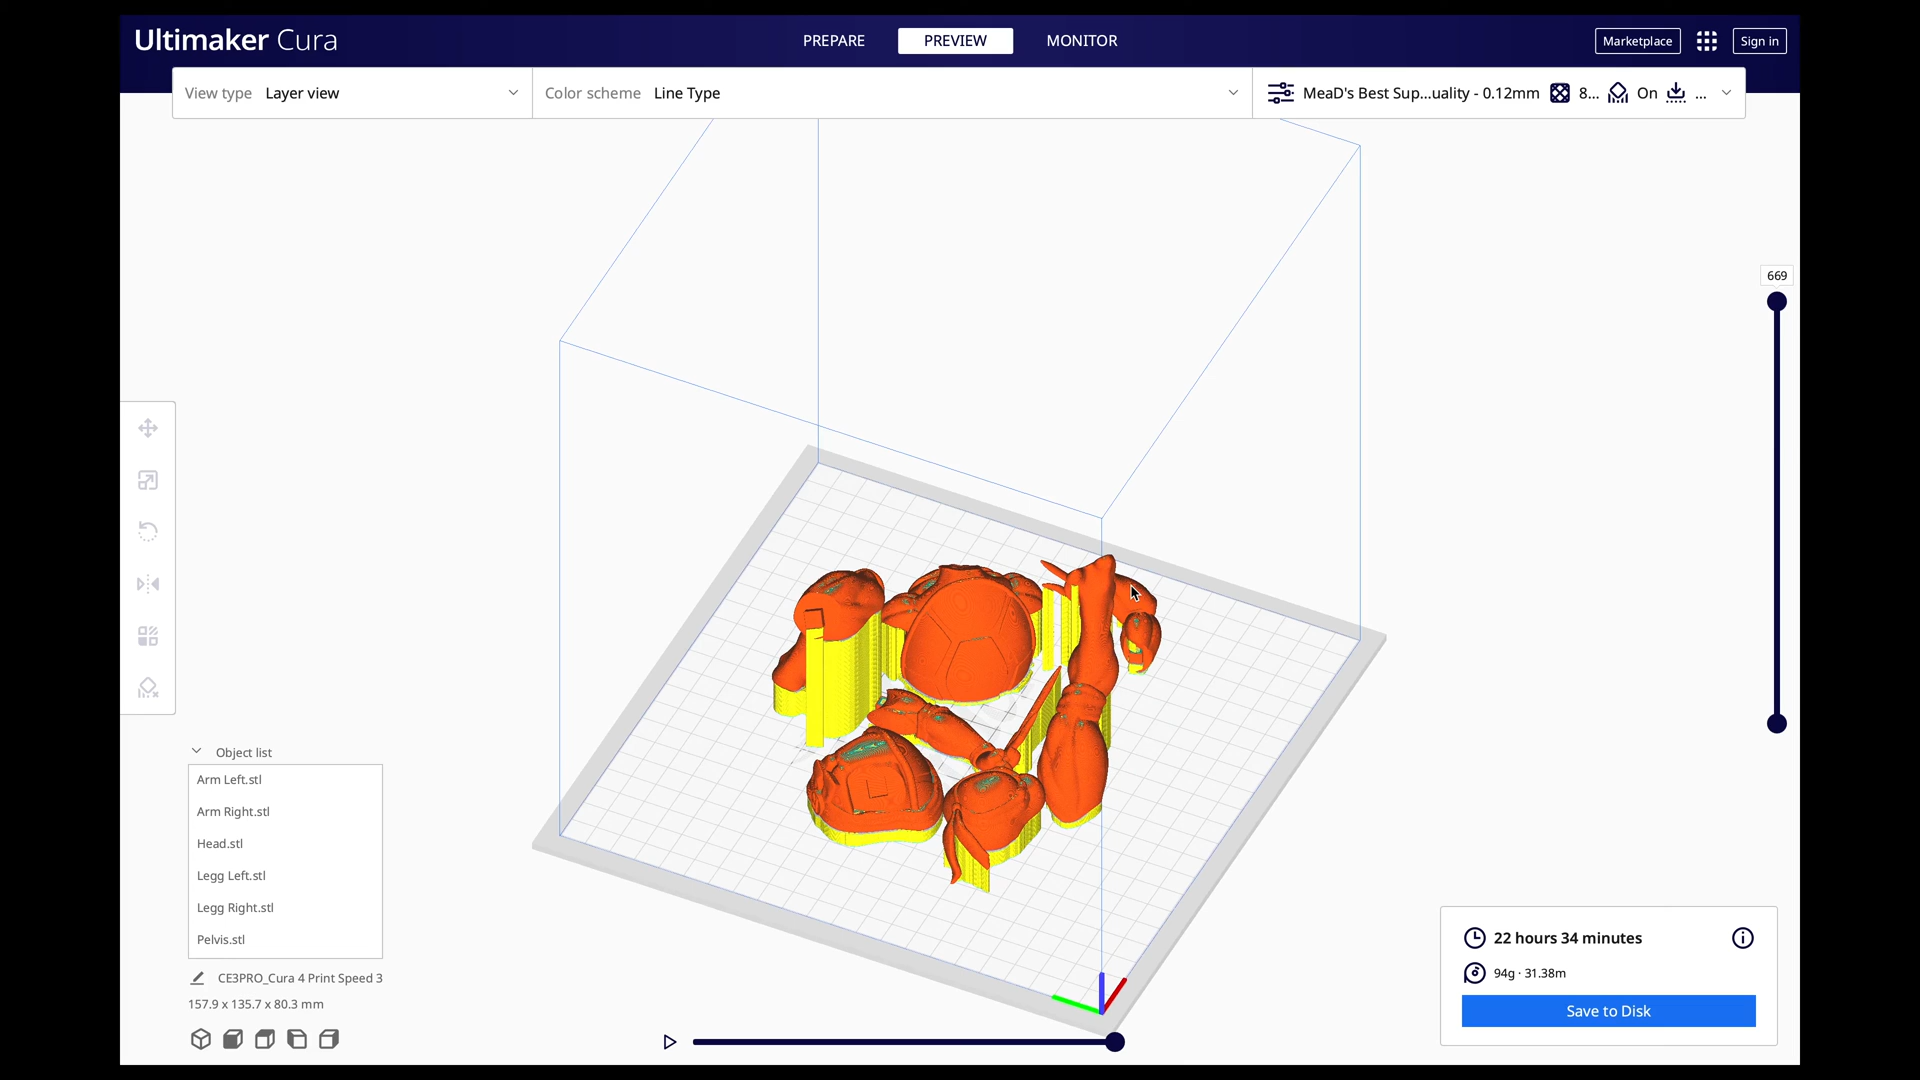 Ultimaker Cura
PREPARE
PREVIEW
MONITOR
Marketplace
Sign in
View type Layer view
Color scheme Line Type
MeaD's Best Sup...uality - 0.12mm
8...
On
...
669
Object list
Arm Left.stl
Arm Right.stl
Head.stl
Legg Left.stl
Legg Right.stl
Pelvis.stl
CE3PRO_Cura 4 Print Speed 3
157.9 x 135.7 x 80.3 mm
22 hours 34 minutes
94g · 31.38m
Save to Disk